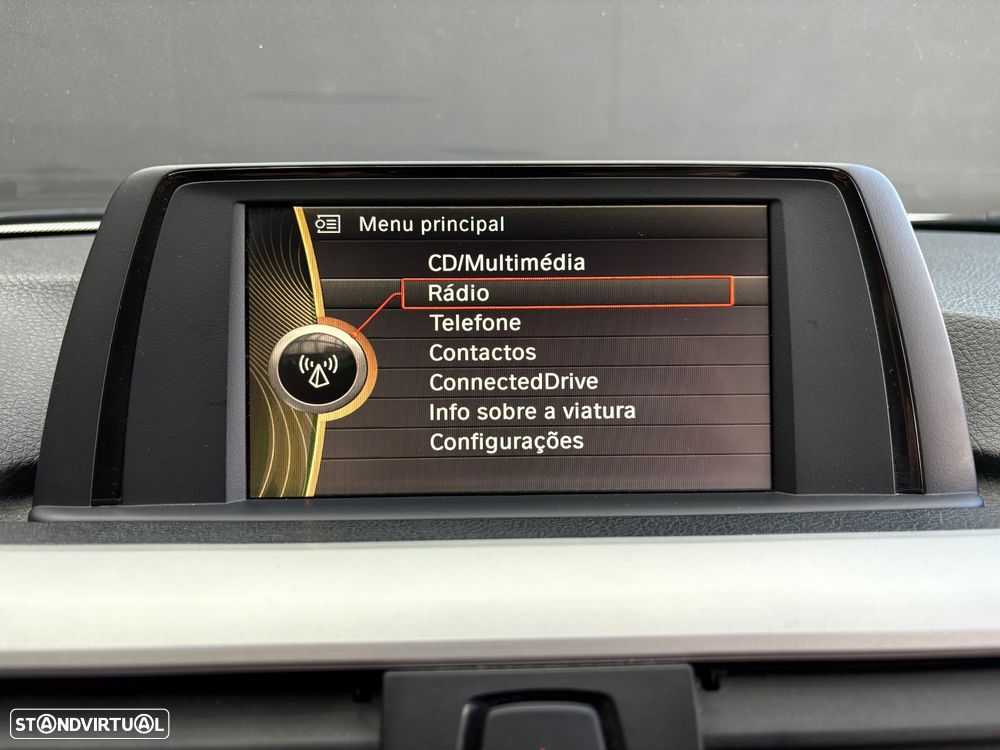 Menu principal
CD/Multimédia
Rádio
Telefone
Contactos
ConnectedDrive
Info sobre a viatura
Configurações
STANDVIRTUAL